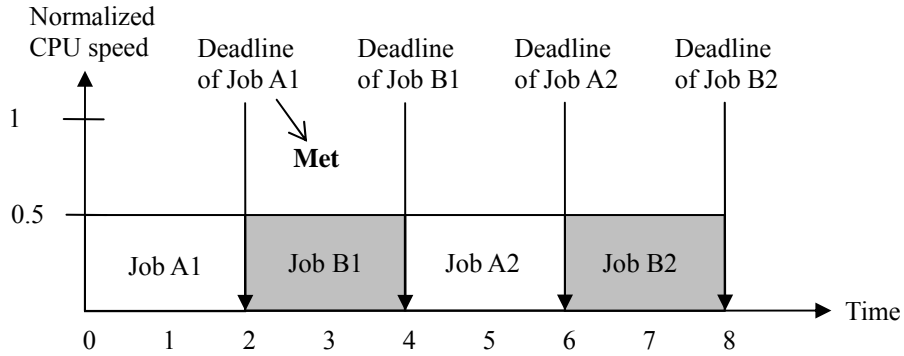 Normalized
CPU speed
Deadline of Job A1
Deadline of Job B1
Deadline of Job A2
Deadline of Job B2
1
Met
0.5
Job A1
Job B1
Job A2
Job B2
Time
0 1 2 3 4 5 6 7 8